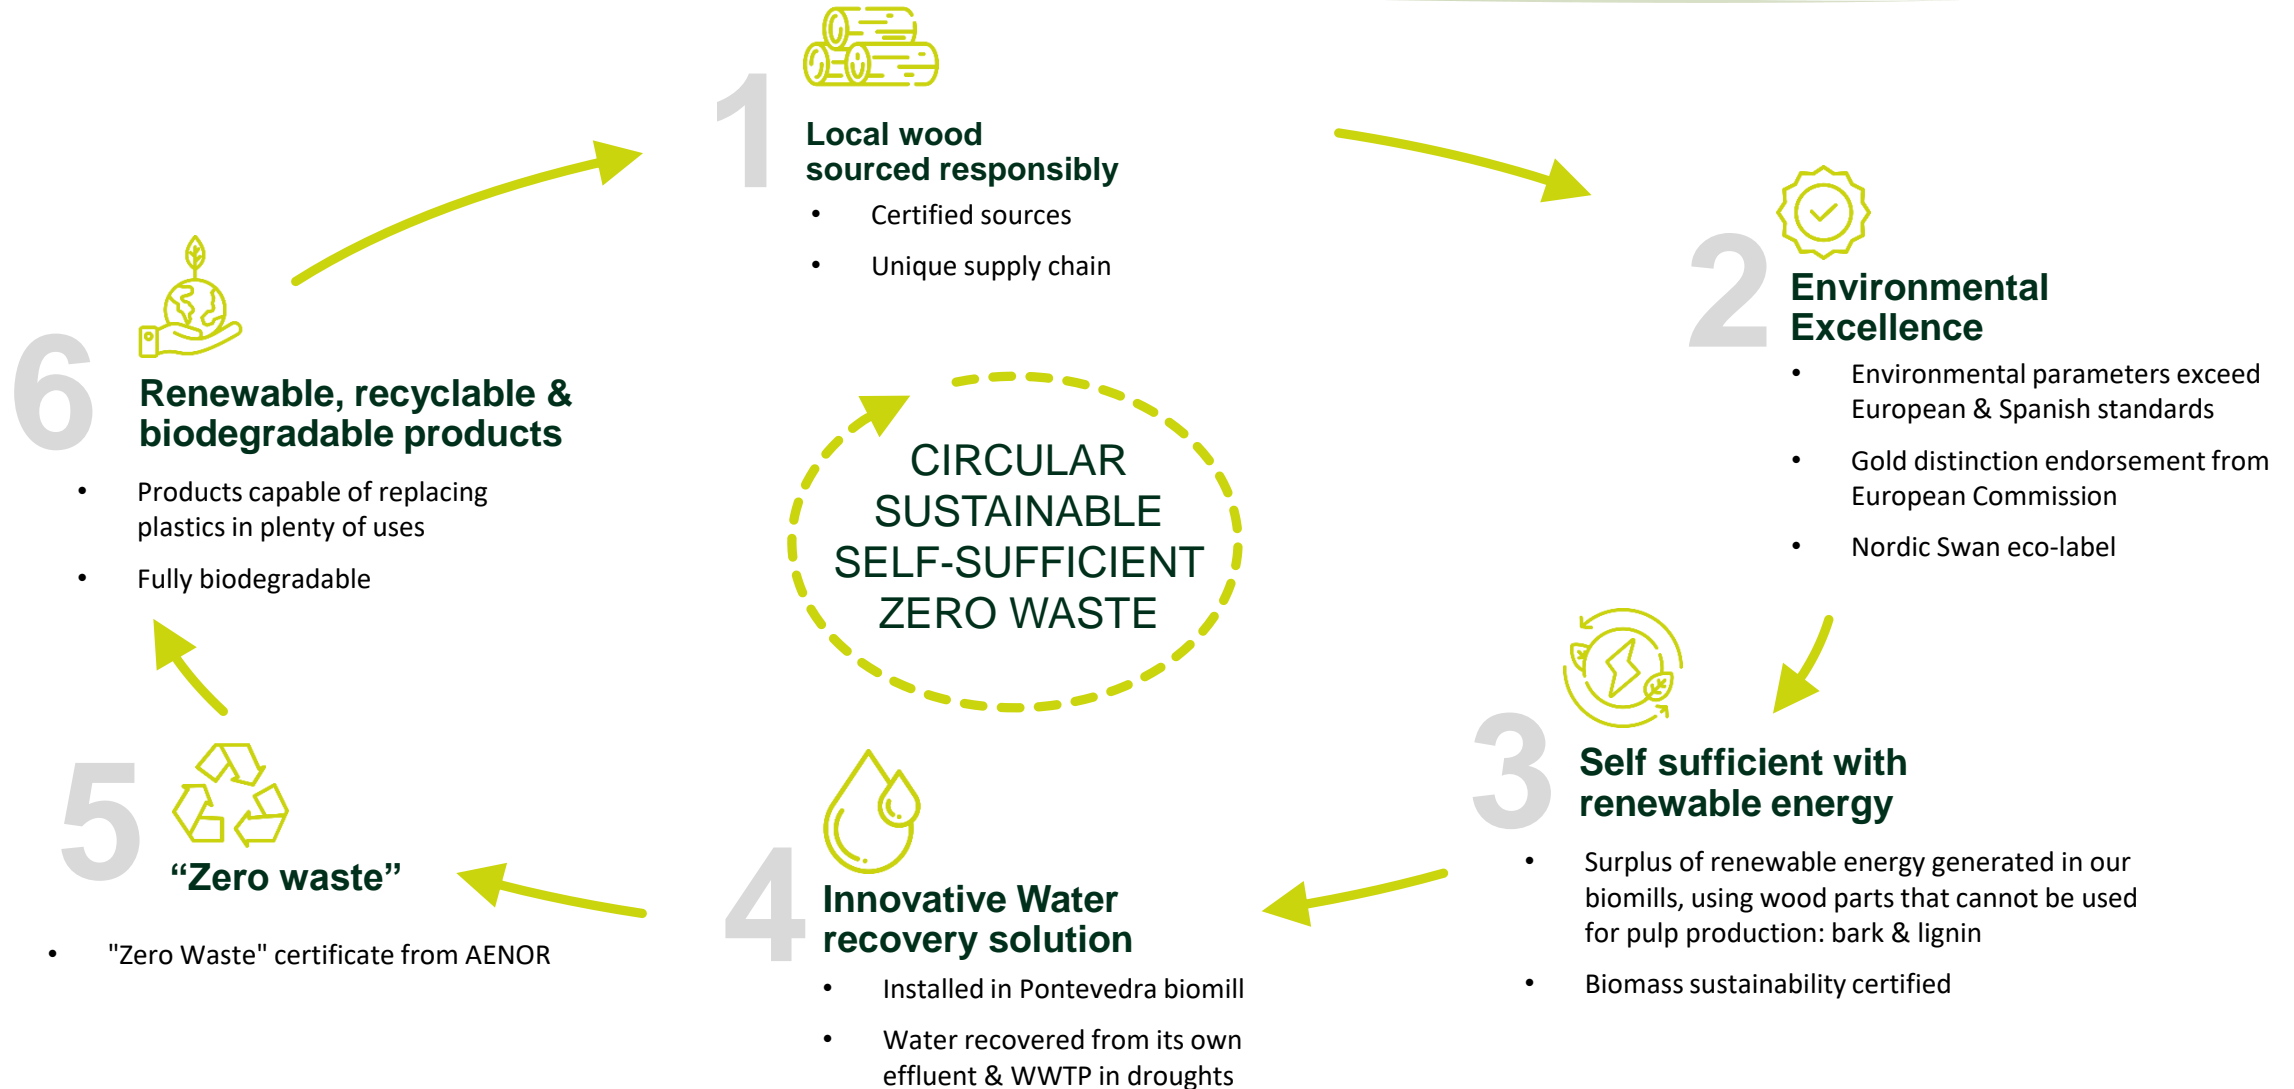 1
Local wood
sourced responsibly
• Certified sources
• Unique supply chain
2
Environmental
Excellence
• Environmental parameters exceed
European & Spanish standards
• Gold distinction endorsement from
European Commission
• Nordic Swan eco-label
3
Self sufficient with
renewable energy
• Surplus of renewable energy generated in our
biomills, using wood parts that cannot be used
for pulp production: bark & lignin
• Biomass sustainability certified
4
Innovative Water
recovery solution
• Installed in Pontevedra biomill
• Water recovered from its own
effluent & WWTP in droughts
5
“Zero waste”
• "Zero Waste" certificate from AENOR
6
Renewable, recyclable &
biodegradable products
• Products capable of replacing
plastics in plenty of uses
• Fully biodegradable
CIRCULAR
SUSTAINABLE
SELF-SUFFICIENT
ZERO WASTE